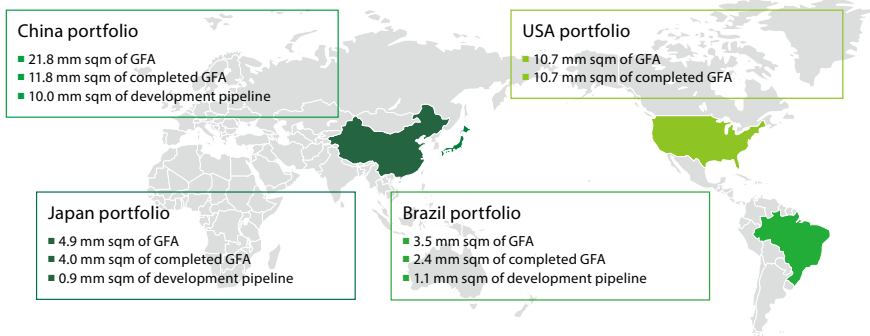 China portfolio
21.8 mm sqm of GFA
11.8 mm sqm of completed GFA
10.0 mm sqm of development pipeline
USA portfolio
10.7 mm sqm of GFA
10.7 mm sqm of completed GFA
Japan portfolio
4.9 mm sqm of GFA
4.0 mm sqm of completed GFA
0.9 mm sqm of development pipeline
Brazil portfolio
3.5 mm sqm of GFA
2.4 mm sqm of completed GFA
1.1 mm sqm of development pipeline